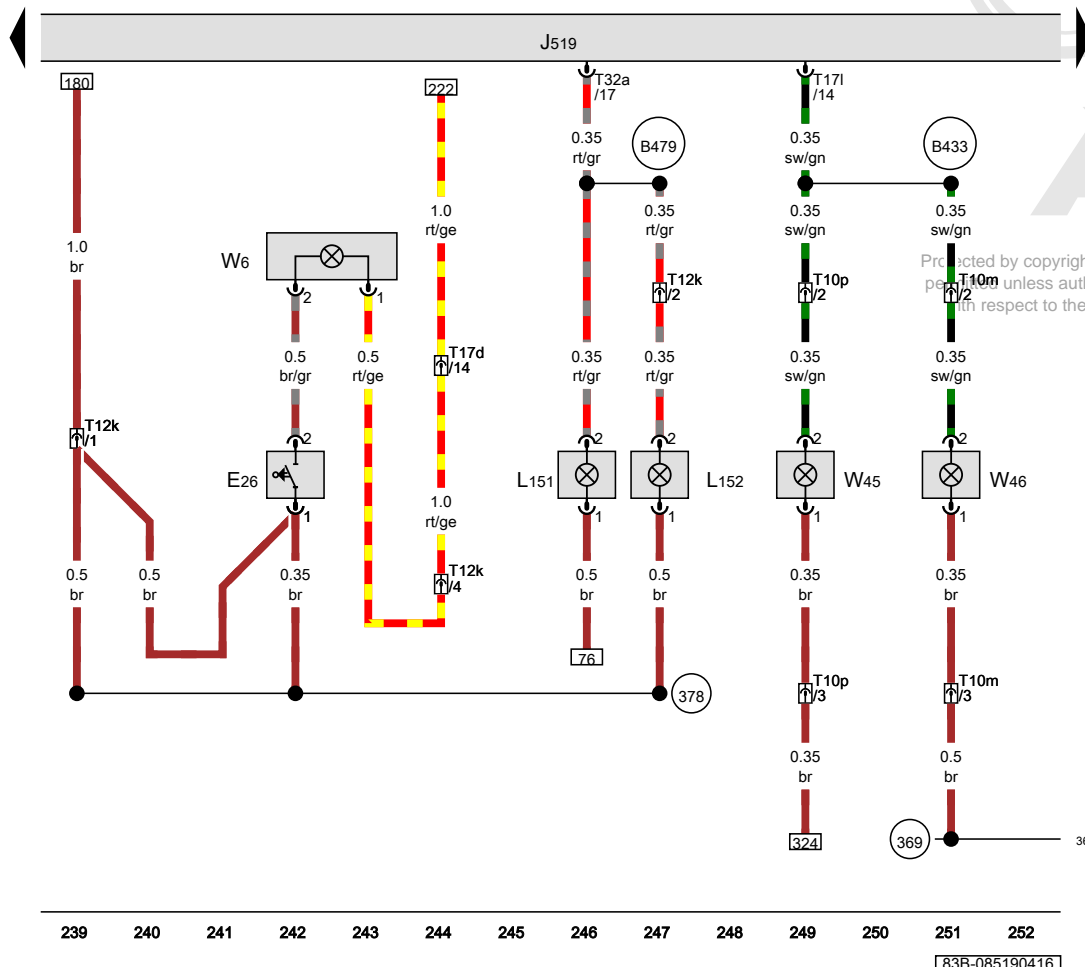 J519
180
222
T32a
/17
T17l
/14
0.35
rt/gr
B479
0.35
sw/gn
B433
1.0
br
W6
2
1
1.0
rt/ge
0.35
rt/gr
0.35
sw/gn
0.35
sw/gn
T12k
/2
T10p
/2
T10m
/2
permitted unless
with respect to the
0.5
br/gr
0.5
rt/ge
T17d
/14
0.35
rt/gr
0.35
rt/gr
0.35
sw/gn
0.35
sw/gn
T12k
/1
2
2
2
2
2
E26
L151
L152
W45
W46
1
1
1
1
1
1.0
rt/ge
T12k
/4
0.5
br
0.5
br
0.35
br
0.5
br
0.5
br
0.35
br
0.35
br
76
378
T10p
/3
T10m
/3
0.35
br
0.5
br
324
369
239 240 241 242 243 244 245 246 247 248 249 250 251 252
83B-085190416